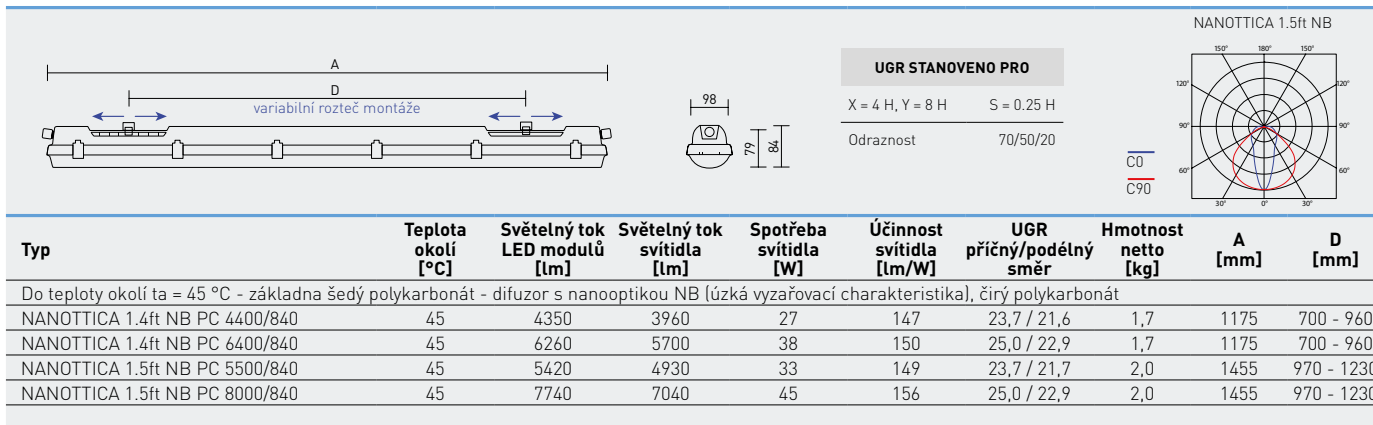 NANOTTICA 1.5ft NB
150° 180° 150°
120° 120°
90° 90°
60° 60°
30° 0° 30°
C0
C90
A
D
variabilní rozteč montáže
98
79
84
UGR STANOVENO PRO
X = 4 H, Y = 8 H S = 0.25 H
Odraznost 70/50/20
Typ Teplota okolí [°C] Světelný tok LED modulů [lm] Světelný tok svítidla [lm] Spotřeba svítidla [W] Účinnost svítidla [lm/W] UGR příčný/podélný směr Hmotnost netto [kg] A [mm] D [mm]
Do teploty okolí ta = 45 °C - základna šedý polykarbonát - difuzor s nanooptikou NB (úzká vyzařovací charakteristika), čirý polykarbonát
NANOTTICA 1.4ft NB PC 4400/840 45 4350 3960 27 147 23,7 / 21,6 1,7 1175 700 - 960
NANOTTICA 1.4ft NB PC 6400/840 45 6260 5700 38 150 25,0 / 22,9 1,7 1175 700 - 960
NANOTTICA 1.5ft NB PC 5500/840 45 5420 4930 33 149 23,7 / 21,7 2,0 1455 970 - 1230
NANOTTICA 1.5ft NB PC 8000/840 45 7740 7040 45 156 25,0 / 22,9 2,0 1455 970 - 1230